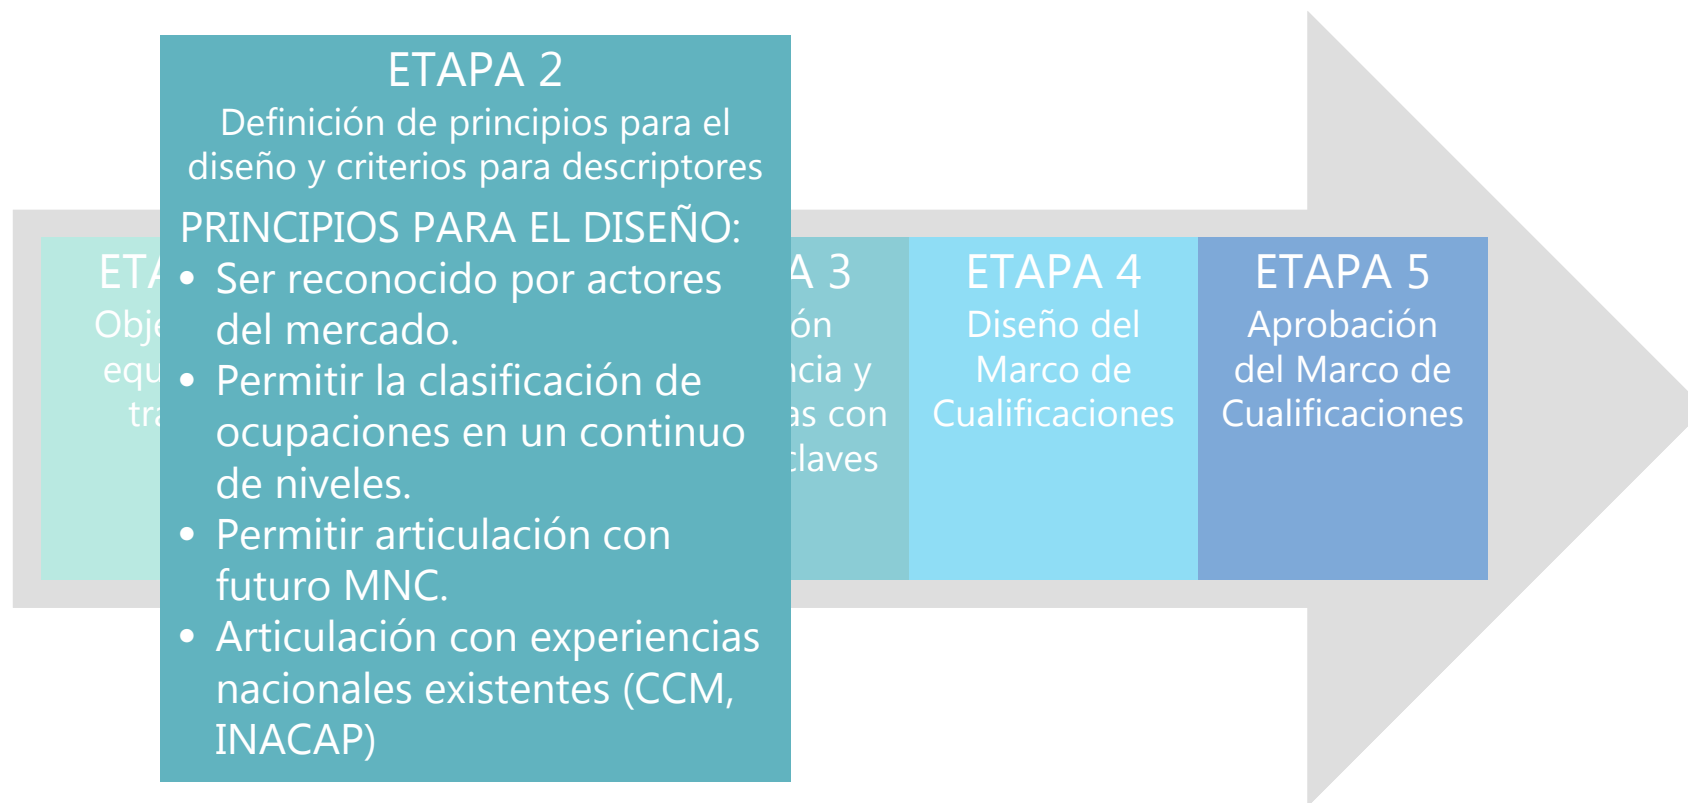 ETAPA 2
Definición de principios para el
diseño y criterios para descriptores
PRINCIPIOS PARA EL DISEÑO:
• Ser reconocido por actores
del mercado.
• Permitir la clasificación de
ocupaciones en un continuo
de niveles.
• Permitir articulación con
futuro MNC.
• Articulación con experiencias
nacionales existentes (CCM,
INACAP)
3
y
con
claves
ETAPA 4
Diseño del
Marco de
Cualificaciones
ETAPA 5
Aprobación
del Marco de
Cualificaciones